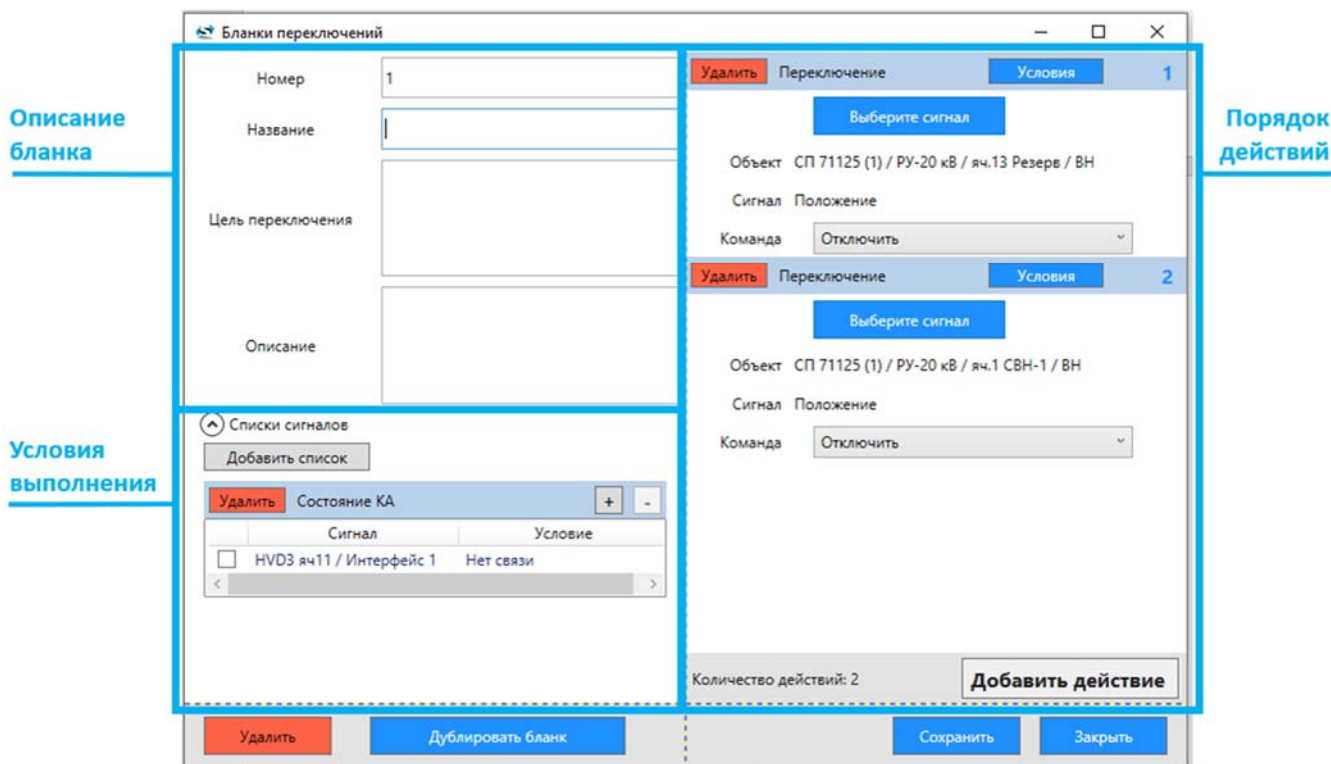 Бланки переключений
Описание
бланка
Номер 1
Название
Цель переключения
Описание
Условия
выполнения
Списки сигналов
Добавить список
Удалить Состояние КА + -
Сигнал Условие
HVD3 яч11 / Интерфейс 1 Нет связи
Порядок
действий
Удалить Переключение Условия 1
Выберите сигнал
Объект СП 71125 (1) / РУ-20 кВ / яч.13 Резерв / ВН
Сигнал Положение
Команда Отключить
Удалить Переключение Условия 2
Выберите сигнал
Объект СП 71125 (1) / РУ-20 кВ / яч.1 СВН-1 / ВН
Сигнал Положение
Команда Отключить
Количество действий: 2 Добавить действие
Удалить Дублировать бланк Сохранить Закрыть